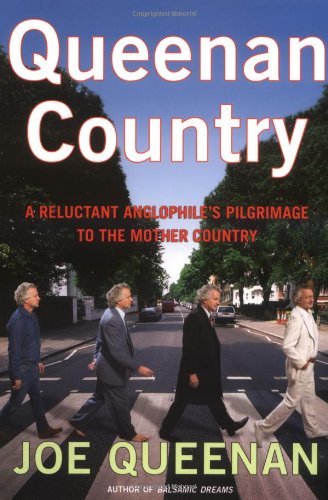 Queenan
Country
A RELUCTANT ANGLOPHILE'S PILGRIMAGE
TO THE MOTHER COUNTRY
JOE QUEENAN
AUTHOR OF BALSAMIC DREAMS